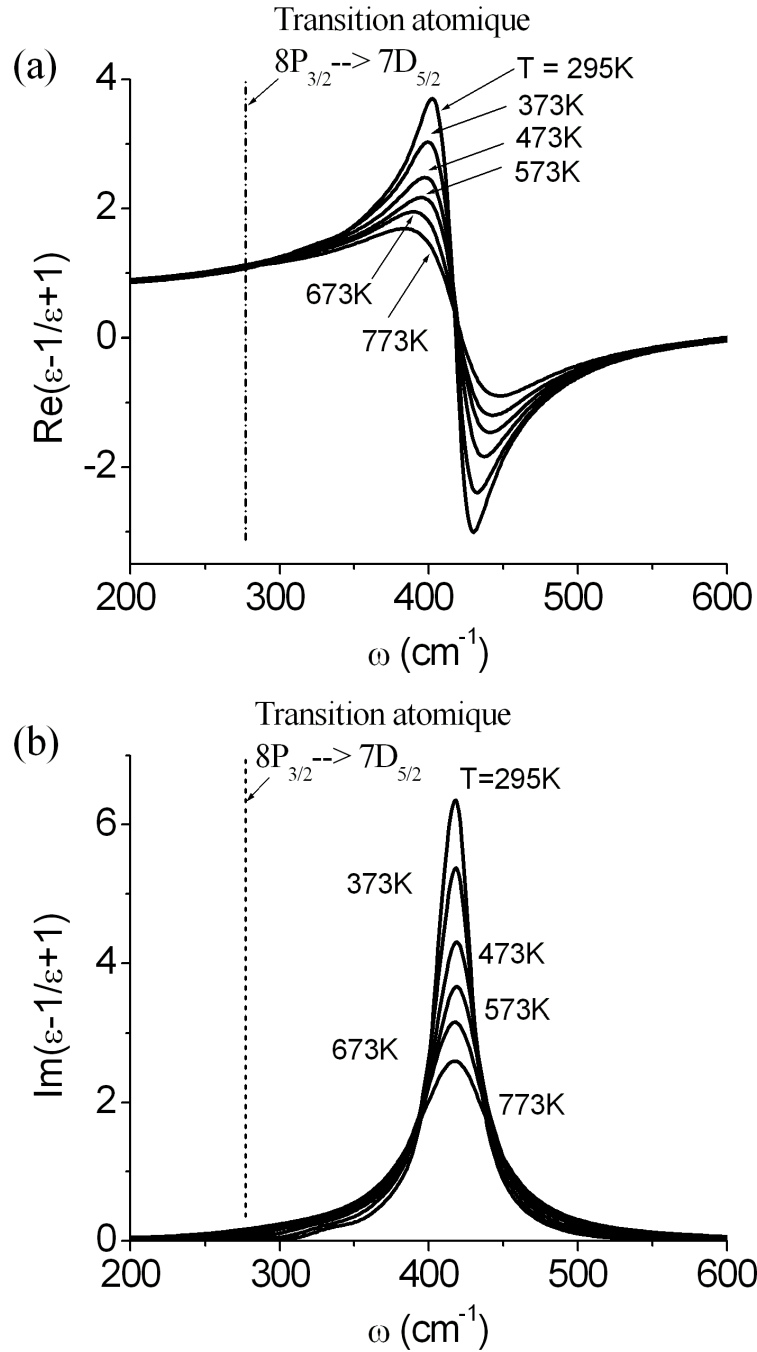 Transition atomique
(a)
8P3/2--> 7D5/2
T = 295K
373K
473K
573K
673K
773K
4
2
0
-2
Re(ε-1/ε+1)
200
300
400
500
600
ω (cm-1)
Transition atomique
(b)
8P3/2--> 7D5/2
T=295K
373K
473K
573K
673K
773K
6
4
2
0
Im(ε-1/ε+1)
200
300
400
500
600
ω (cm-1)